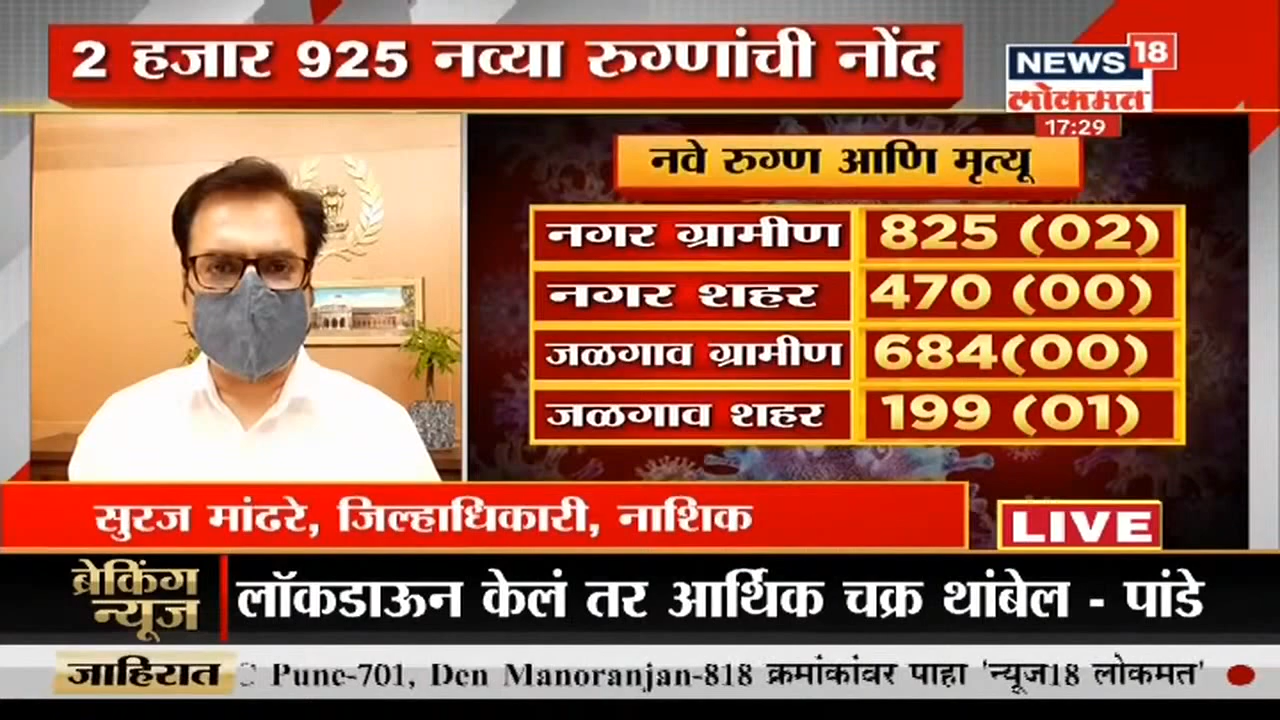 2 हजार 925 नव्या रुग्णांची नोंद
NEWS 18
लोकमत
17:29
नवे रुग्ण आणि मृत्यू
नगर ग्रामीण 825 (02)
नगर शहर 470 (00)
जळगाव ग्रामीण 684(00)
जळगाव शहर 199 (01)
सुरज मांढरे, जिल्हाधिकारी, नाशिक
LIVE
ब्रेकिंग न्यूज
लॉकडाऊन केलं तर आर्थिक चक्र थांबेल - पांडे
जाहिरात Pune-701, Den Manoranjan-818 क्रमांकांवर पाहा 'न्यूज18 लोकमत'